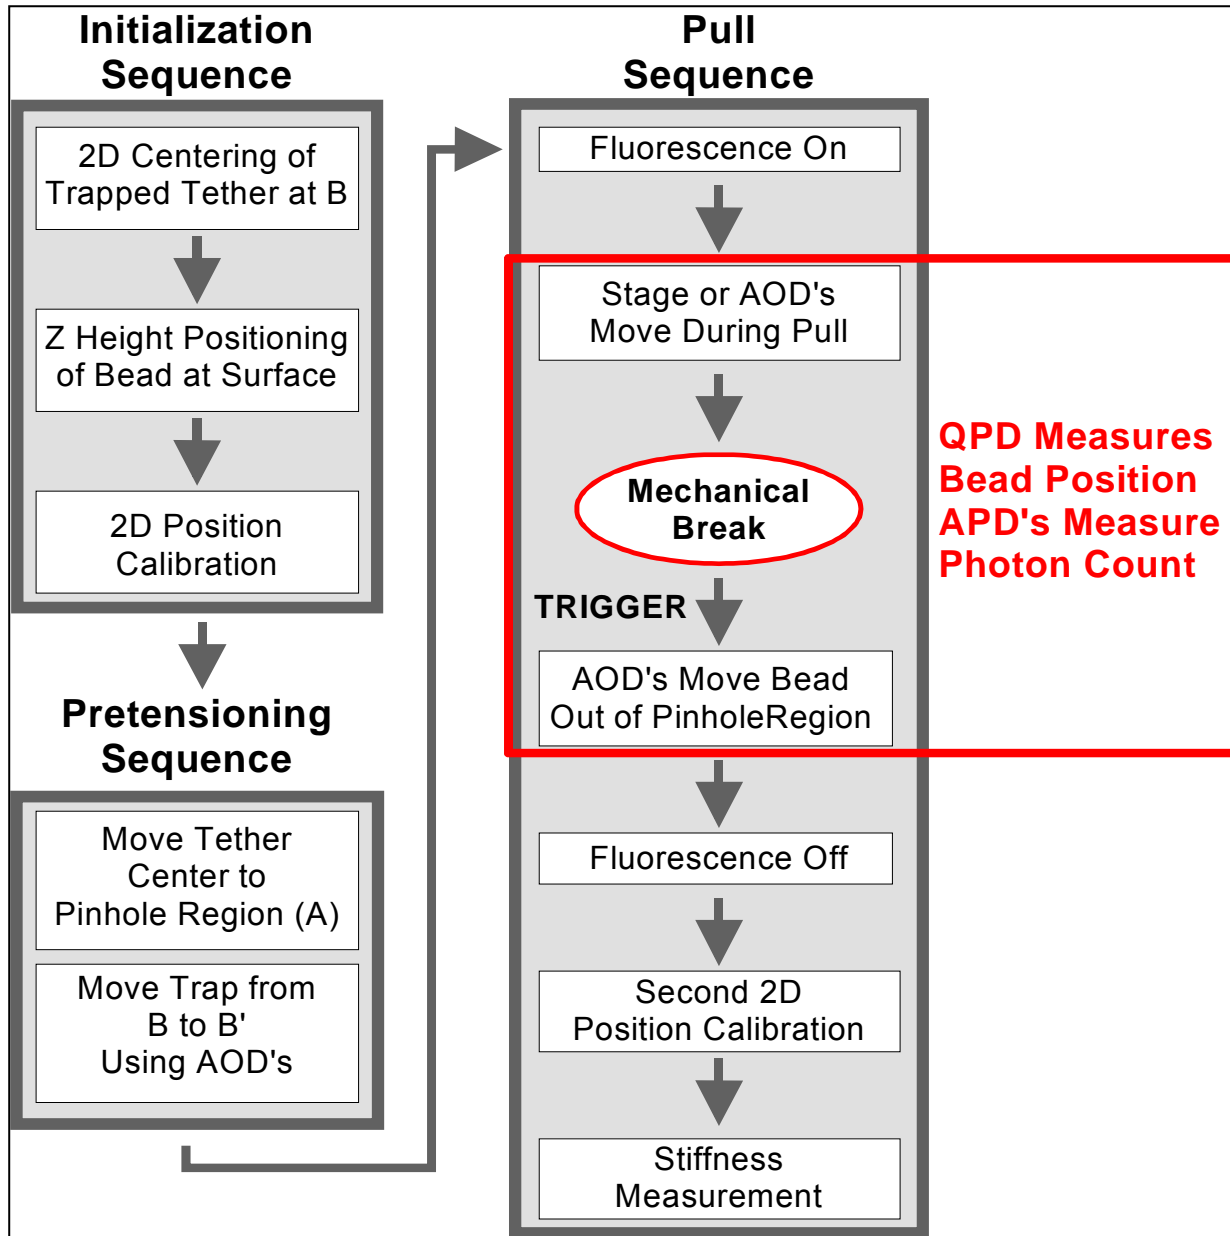 Initialization
Sequence
2D Centering of
Trapped Tether at B
Z Height Positioning
of Bead at Surface
2D Position
Calibration
Pretensioning
Sequence
Move Tether
Center to
Pinhole Region (A)
Move Trap from
B to B'
Using AOD's
Pull
Sequence
Fluorescence On
Stage or AOD's
Move During Pull
Mechanical
Break
TRIGGER
AOD's Move Bead
Out of PinholeRegion
Fluorescence Off
Second 2D
Position Calibration
Stiffness
Measurement
QPD Measures
Bead Position
APD's Measure
Photon Count